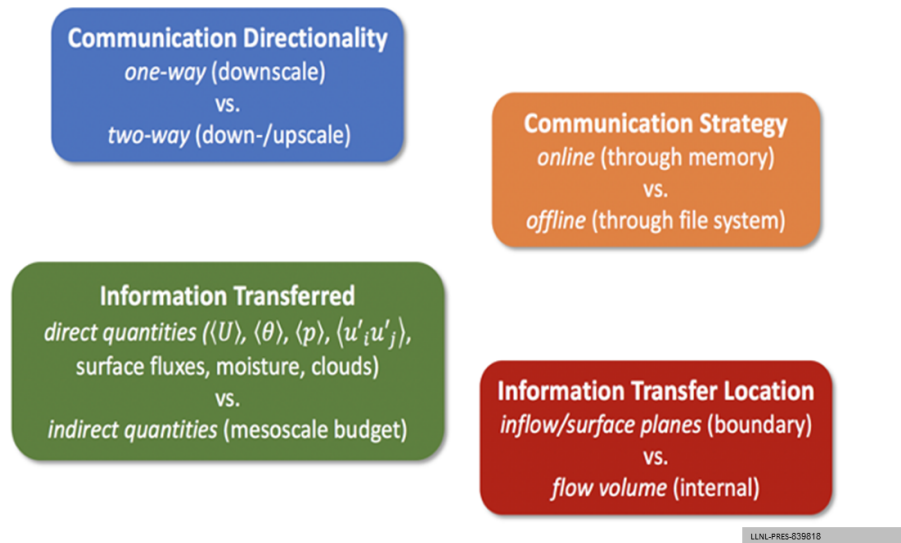 Communication Directionality
one-way (downscale)
vs.
two-way (down-/upscale)
Communication Strategy
online (through memory)
vs.
offline (through file system)
Information Transferred
direct quantities (⟨U⟩, ⟨θ⟩, ⟨p⟩, ⟨u'ᵢu'ⱼ⟩,
surface fluxes, moisture, clouds)
vs.
indirect quantities (mesoscale budget)
Information Transfer Location
inflow/surface planes (boundary)
vs.
flow volume (internal)
LLNL-PRES-839818